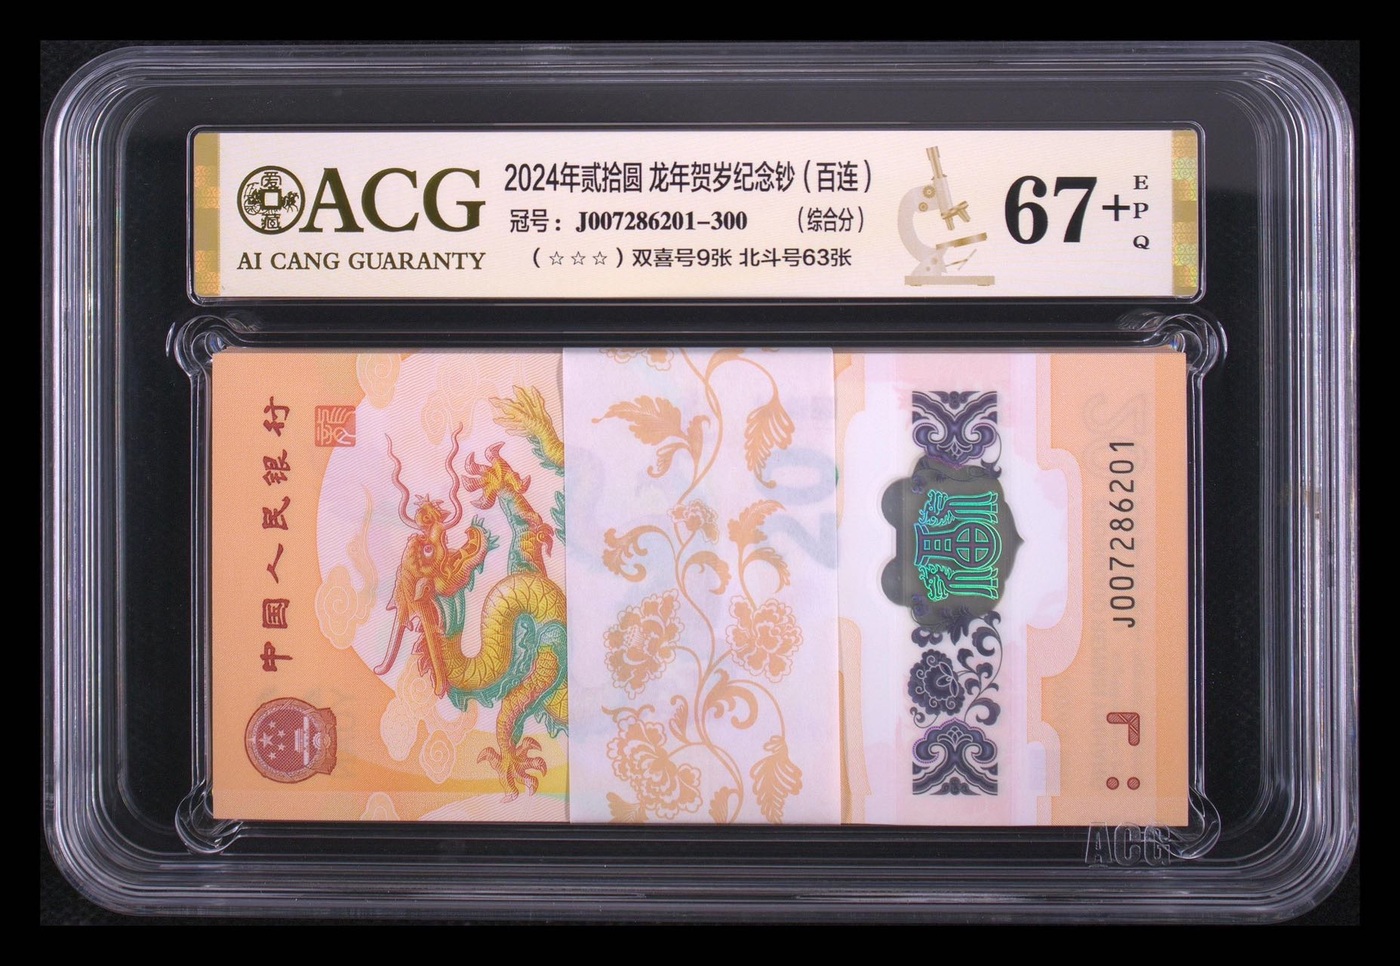 ACG
AI CANG GUARANTY
2024年贰拾圆 龙年贺岁纪念钞(百连)
冠号: J007286201-300 (综合分)
(☆☆☆)双喜号9张 北斗号63张
67+
EPQ
中国人民银行
20
J007286201
ACG